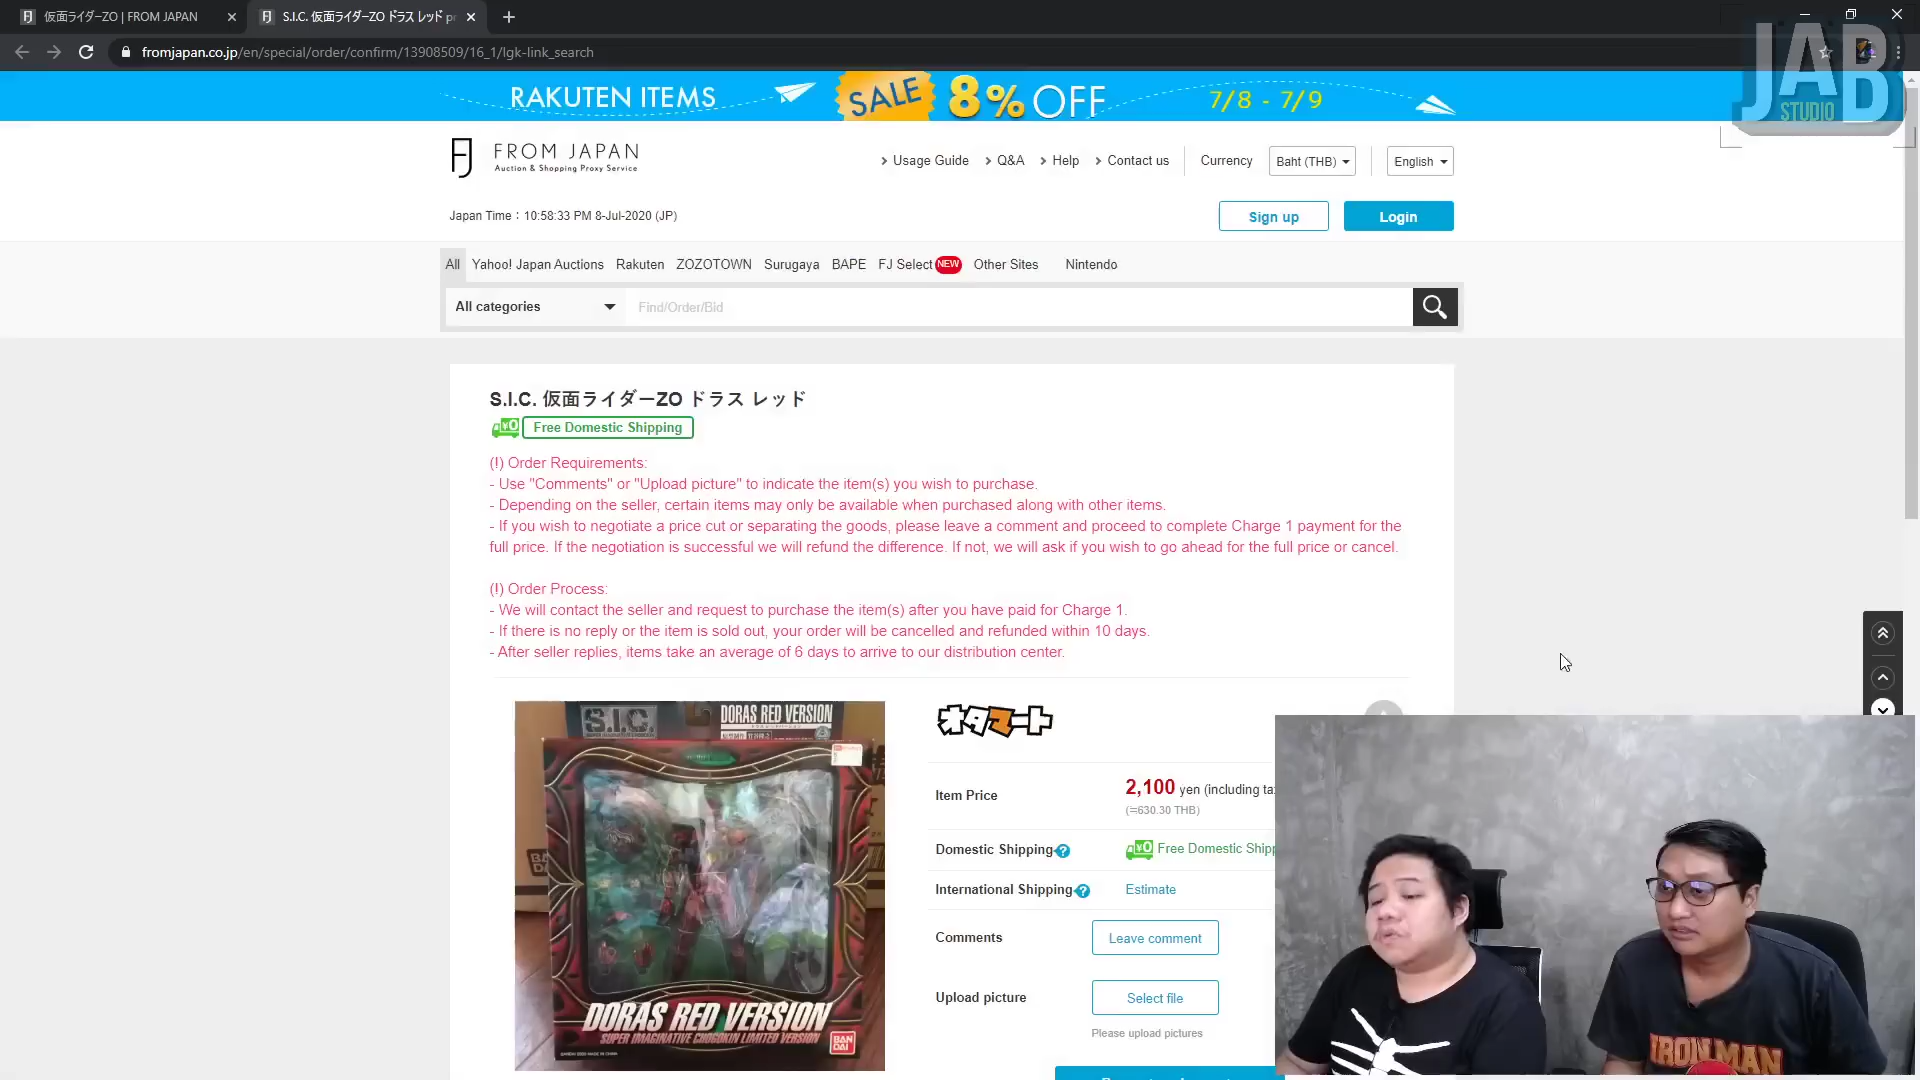 仮面ライダーZO | FROM JAPAN
S.I.C. 仮面ライダーZO ドラス レッド pr
fromjapan.co.jp/en/special/order/confirm/13908509/16_1/lgk-link_search
JAB
STUDIO
RAKUTEN ITEMS SALE 8% OFF 7/8 - 7/9
FROM JAPAN
Auction & Shopping Proxy Service
Usage Guide Q&A Help Contact us Currency Baht (THB) English
Japan Time : 10:58:33 PM 8-Jul-2020 (JP)
Sign up Login
All Yahoo! Japan Auctions Rakuten ZOZOTOWN Surugaya BAPE FJ Select NEW Other Sites Nintendo
All categories Find/Order/Bid
S.I.C. 仮面ライダーZO ドラス レッド
¥0 Free Domestic Shipping
(!) Order Requirements:
- Use "Comments" or "Upload picture" to indicate the item(s) you wish to purchase.
- Depending on the seller, certain items may only be available when purchased along with other items.
- If you wish to negotiate a price cut or separating the goods, please leave a comment and proceed to complete Charge 1 payment for the
full price. If the negotiation is successful we will refund the difference. If not, we will ask if you wish to go ahead for the full price or cancel.
(!) Order Process:
- We will contact the seller and request to purchase the item(s) after you have paid for Charge 1.
- If there is no reply or the item is sold out, your order will be cancelled and refunded within 10 days.
- After seller replies, items take an average of 6 days to arrive to our distribution center.
S.I.C.
DORAS RED VERSION
DORAS RED VERSION
SUPER IMAGINATIVE CHOGOKIN LIMITED VERSION
BAN
DAI
オタマート
Item Price 2,100 yen (including ta
(=630.30 THB)
Domestic Shipping ? ¥0 Free Domestic Shipp
International Shipping ? Estimate
Comments Leave comment
Upload picture Select file
Please upload pictures
IRON MAN